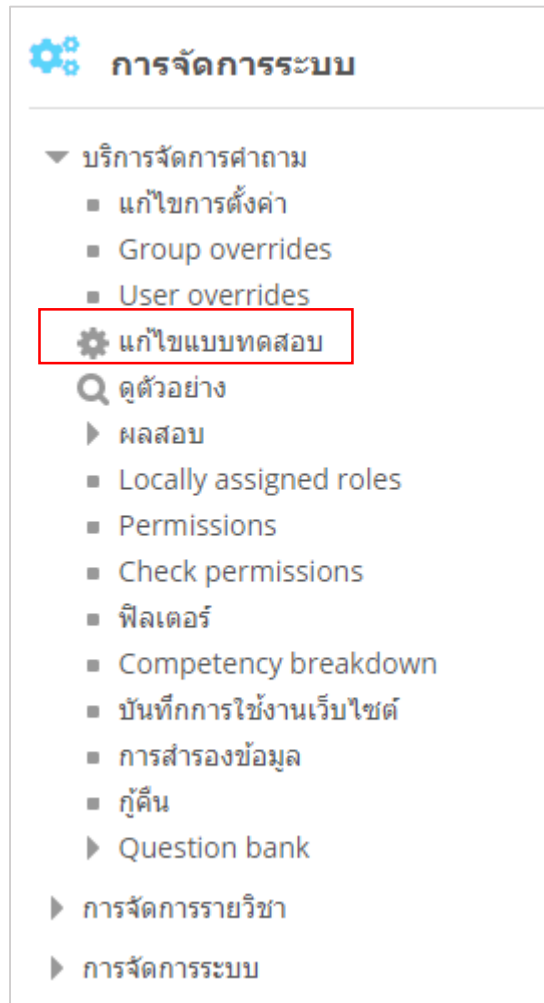 การจัดการระบบ
บริการจัดการคำถาม
แก้ไขการตั้งค่า
Group overrides
User overrides
แก้ไขแบบทดสอบ
ดูตัวอย่าง
ผลสอบ
Locally assigned roles
Permissions
Check permissions
ฟิลเตอร์
Competency breakdown
บันทึกการใช้งานเว็บไซต์
การสำรองข้อมูล
กู้คืน
Question bank
การจัดการรายวิชา
การจัดการระบบ